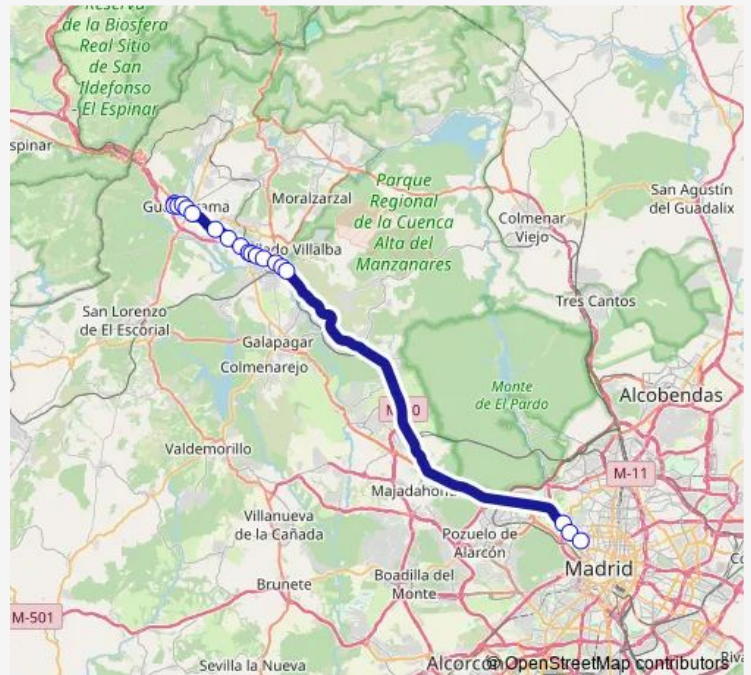 Reserva
de la Biosfera
Real Sitio
de San
Ildefonso
- El Espinar
spinar
Moralzarzal
Parque
Regional
de la Cuenca
Alta del
Manzanares
San Agustín
del Guadalix
Colmenar
Viejo
Tres Cantos
San Lorenzo
de El Escorial
Galapagar
Colmenarejo
Monte
de El Pardo
Alcobendas
M-11
Valdemorillo
Majadahond
Villanueva
de la Cañada
Pozuelo de
Alarcón
Boadilla del
Monte
Brunete
Madrid
M-501
Sevilla la Nueva
Alcorcón
© OpenStreetMap contributors